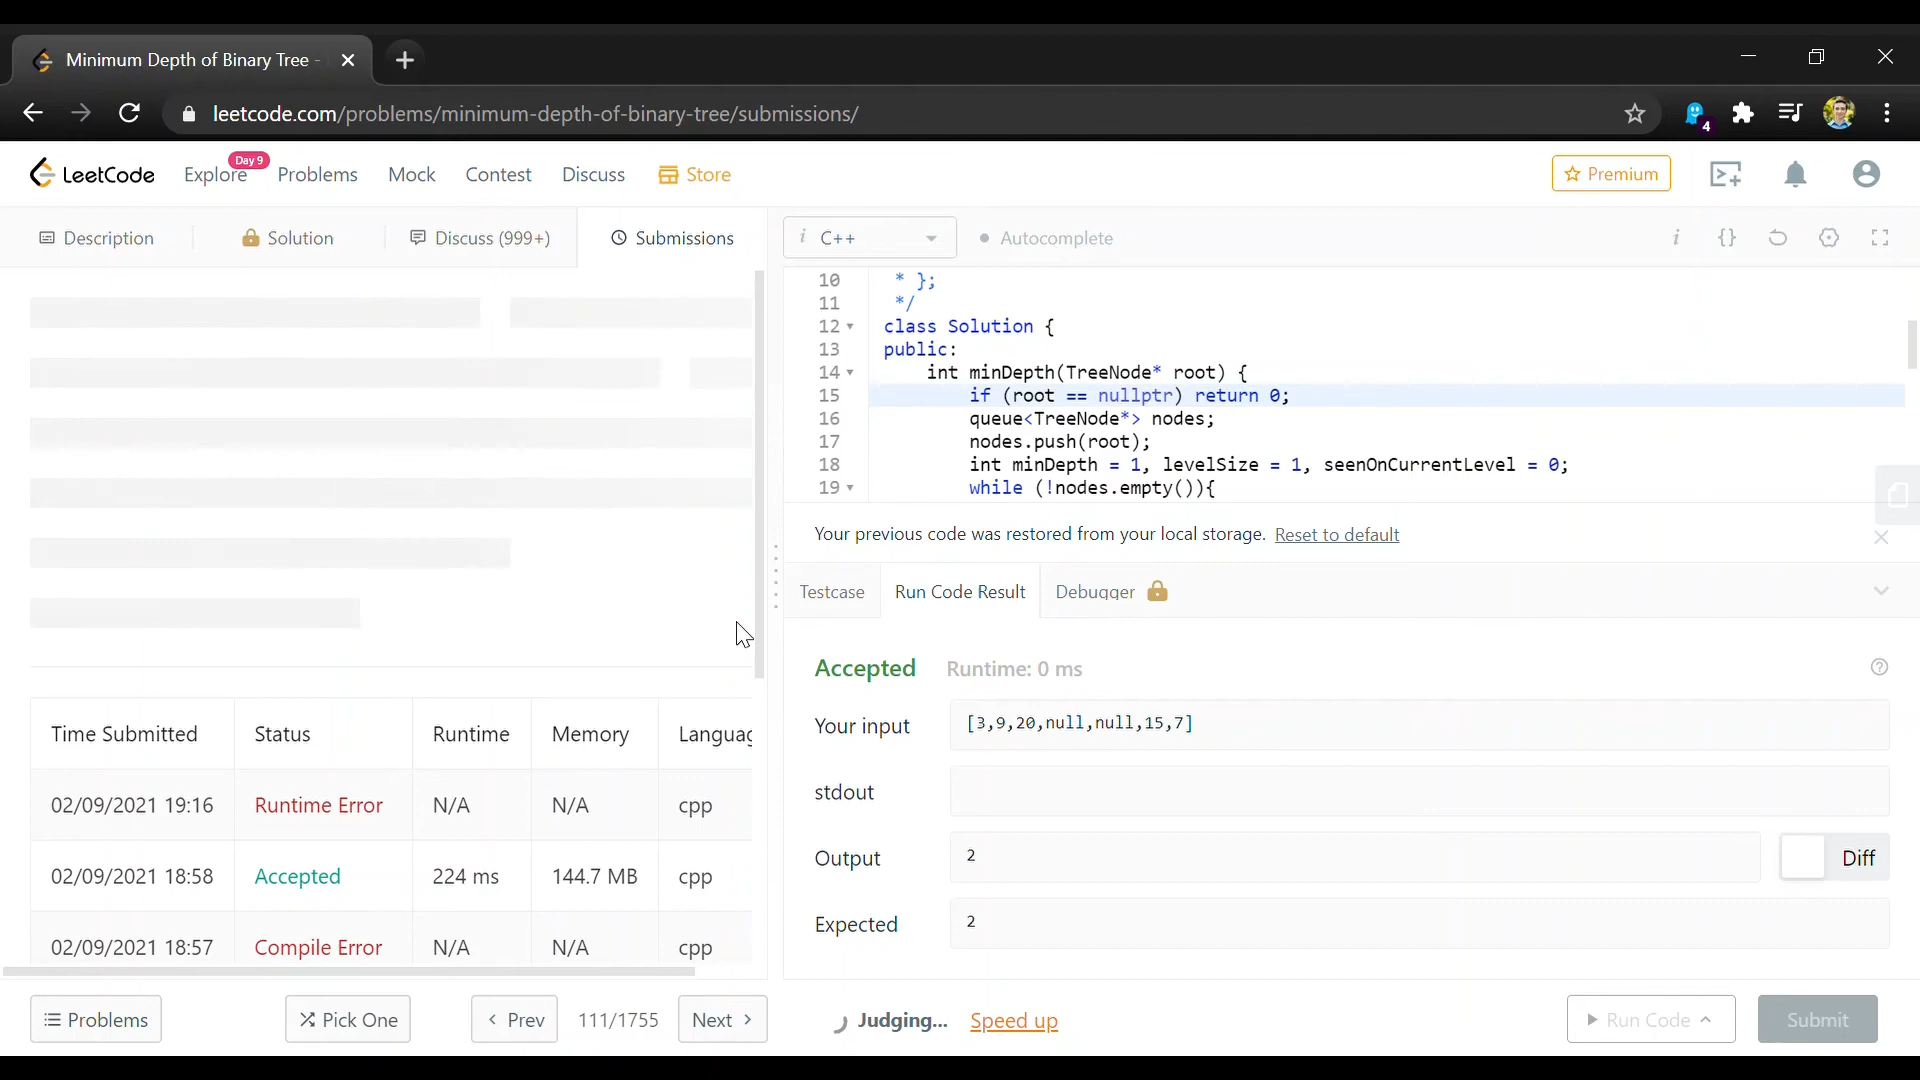 Minimum Depth of Binary Tree -
leetcode.com/problems/minimum-depth-of-binary-tree/submissions/
4
LeetCode
Explore
Day 9
Problems
Mock
Contest
Discuss
Store
Premium
Description
Solution
Discuss (999+)
Submissions
i C++
Autocomplete
i {}
10 * };
11 */
12 class Solution {
13 public:
14 int minDepth(TreeNode* root) {
15 if (root == nullptr) return 0;
16 queue<TreeNode*> nodes;
17 nodes.push(root);
18 int minDepth = 1, levelSize = 1, seenOnCurrentLevel = 0;
19 while (!nodes.empty()){
Your previous code was restored from your local storage. Reset to default
Testcase
Run Code Result
Debugger
Accepted Runtime: 0 ms
Your input [3,9,20,null,null,15,7]
stdout
Output 2
Diff
Expected 2
Time Submitted Status Runtime Memory Languag
02/09/2021 19:16 Runtime Error N/A N/A cpp
02/09/2021 18:58 Accepted 224 ms 144.7 MB cpp
02/09/2021 18:57 Compile Error N/A N/A cpp
Problems
Pick One
Prev
111/1755
Next
Judging...
Speed up
Run Code
Submit